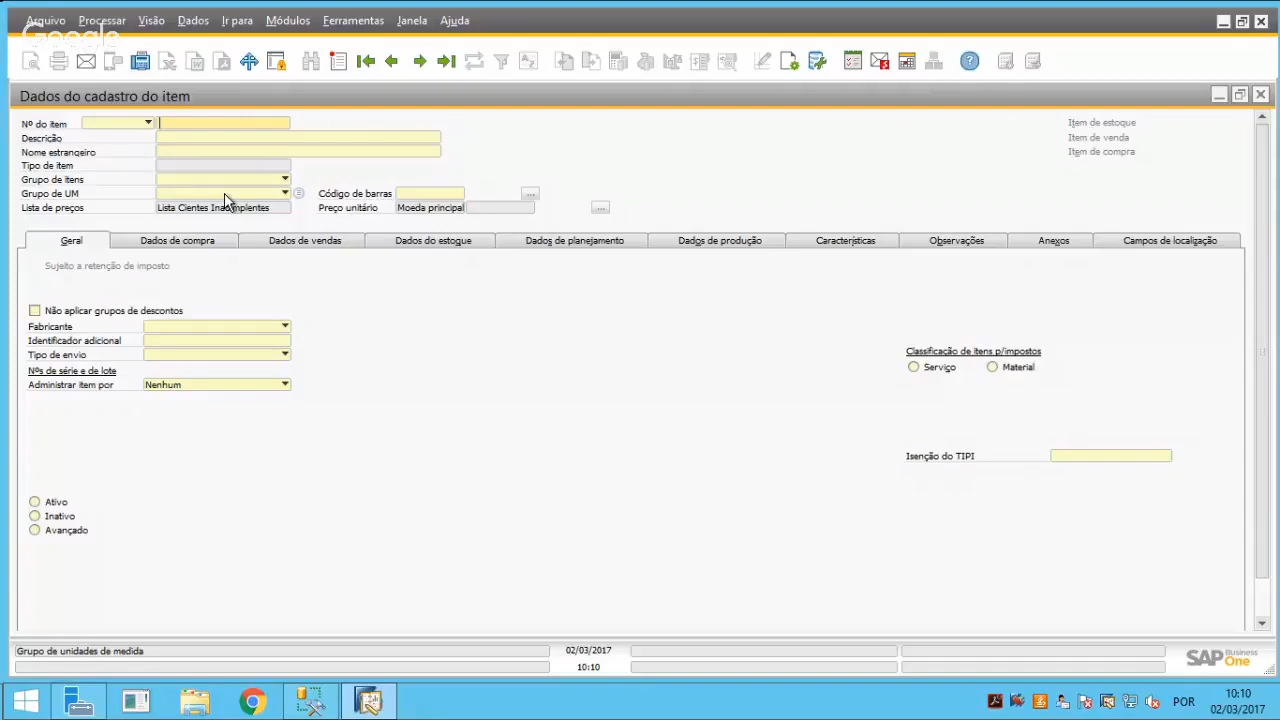 Arquivo Processar Visão Dados Ir para Módulos Ferramentas Janela Ajuda
Google
Dados do cadastro do item
Nº do item
Item de estoque
Descrição
Item de venda
Nome estrangeiro
Item de compra
Tipo de item
Grupo de itens
Grupo de UM
Código de barras
...
Lista de preços
Lista Clientes Inadimplentes
Preço unitário
Moeda principal
...
Geral Dados de compra Dados de vendas Dados do estoque Dados de planejamento Dados de produção Características Observações Anexos Campos de localização
Sujeito a retenção de imposto
Não aplicar grupos de descontos
Fabricante
Identificador adicional
Tipo de envio
Classificação de itens p/impostos
Nºs de série e de lote
Serviço Material
Administrar item por
Nenhum
Isenção do TIPI
Ativo
Inativo
Avançado
Grupo de unidades de medida
02/03/2017
10:10
SAP Business One
POR
10:10
02/03/2017